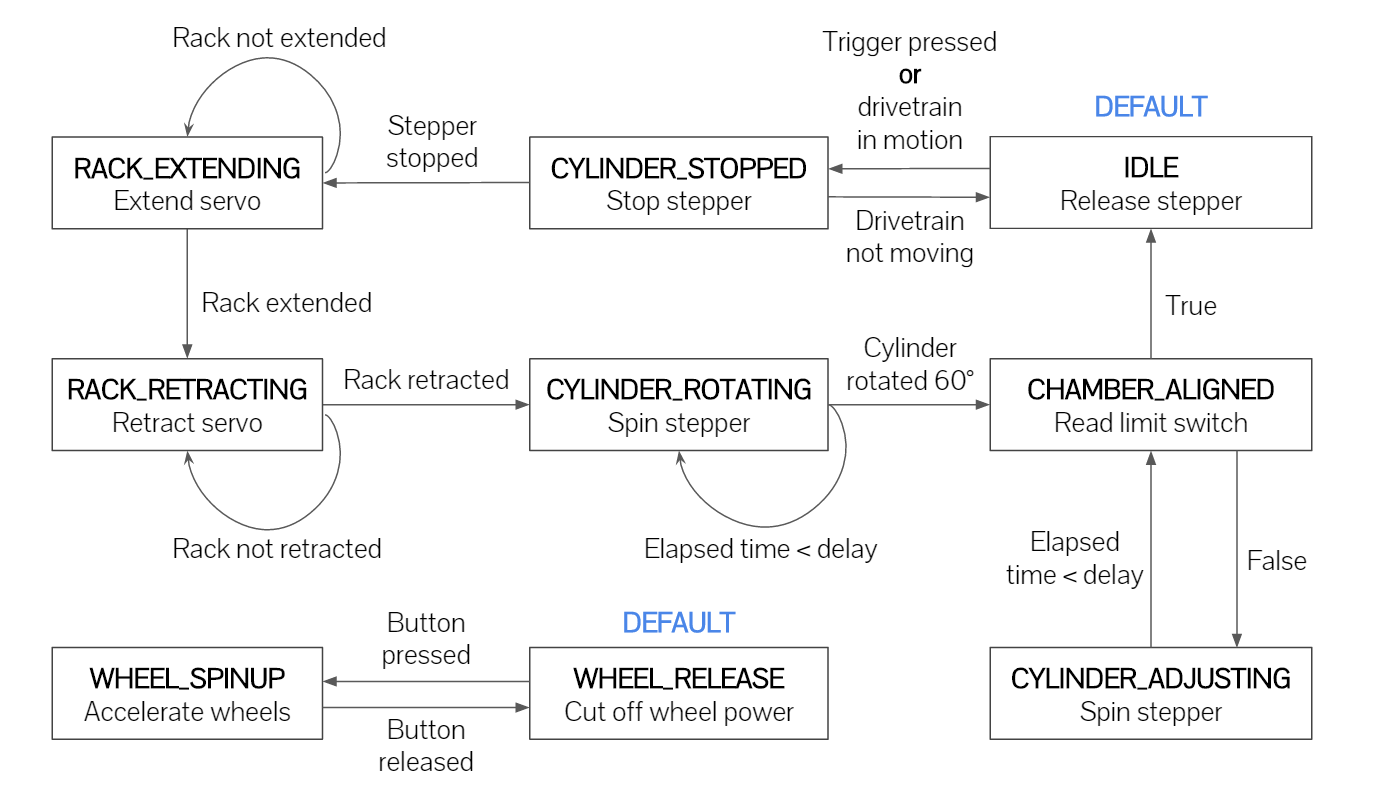 Rack not extended
Trigger pressed
or
drivetrain
in motion
DEFAULT
Stepper
stopped
RACK_EXTENDING
Extend servo
CYLINDER_STOPPED
Stop stepper
IDLE
Release stepper
Drivetrain
not moving
Rack extended
True
RACK_RETRACTING
Retract servo
Rack retracted
CYLINDER_ROTATING
Spin stepper
Cylinder
rotated 60°
CHAMBER_ALIGNED
Read limit switch
Rack not retracted
Elapsed time < delay
Elapsed
time < delay
False
Button
pressed
DEFAULT
WHEEL_SPINUP
Accelerate wheels
WHEEL_RELEASE
Cut off wheel power
CYLINDER_ADJUSTING
Spin stepper
Button
released